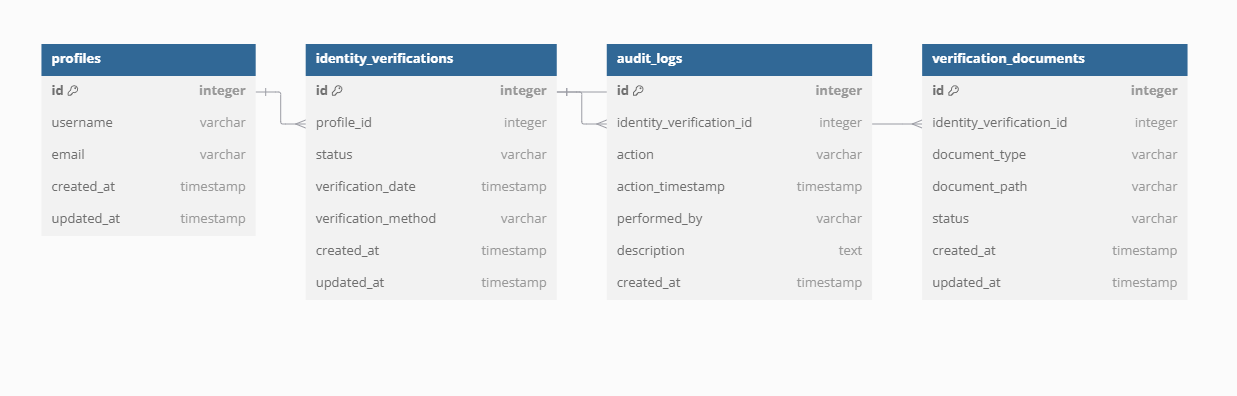 profiles
id integer
username varchar
email varchar
created_at timestamp
updated_at timestamp
identity_verifications
id integer
profile_id integer
status varchar
verification_date timestamp
verification_method varchar
created_at timestamp
updated_at timestamp
audit_logs
id integer
identity_verification_id integer
action varchar
action_timestamp timestamp
performed_by varchar
description text
created_at timestamp
verification_documents
id integer
identity_verification_id integer
document_type varchar
document_path varchar
status varchar
created_at timestamp
updated_at timestamp